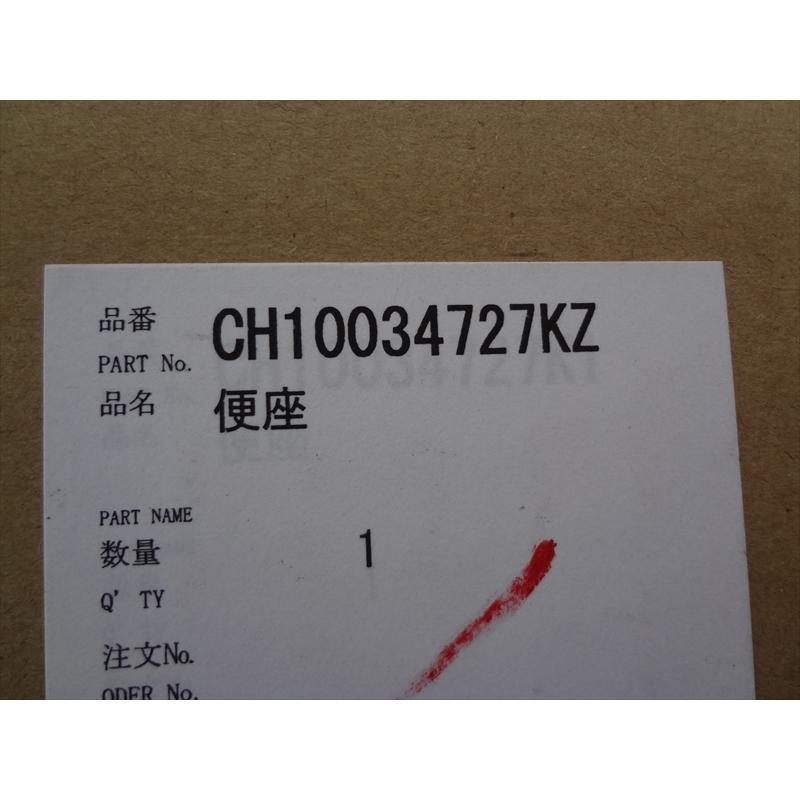 品番 CH10034727KZ
PART No.
品名 便座
PART NAME
数量 1
Q' TY
注文No.
ODER No.